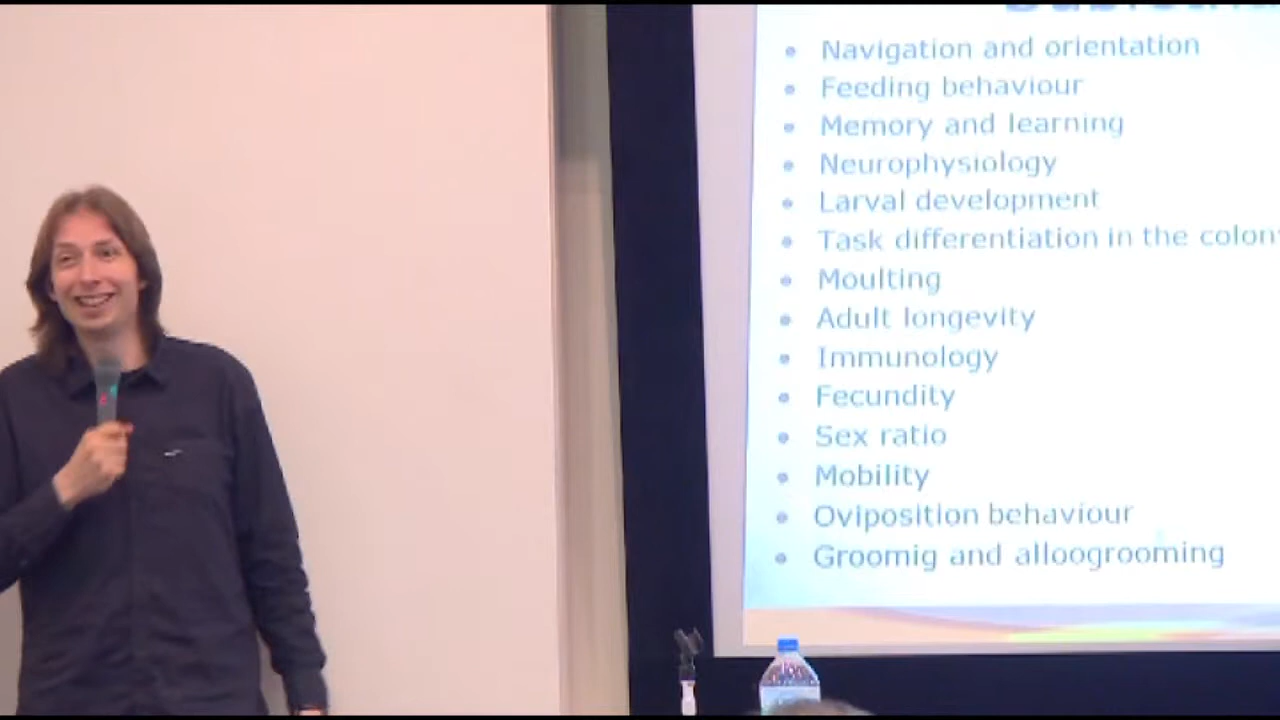 Navigation and orientation
Feeding behaviour
Memory and learning
Neurophysiology
Larval development
Task differentiation in the colon
Moulting
Adult longevity
Immunology
Fecundity
Sex ratio
Mobility
Oviposition behaviour
Groomig and alloogrooming